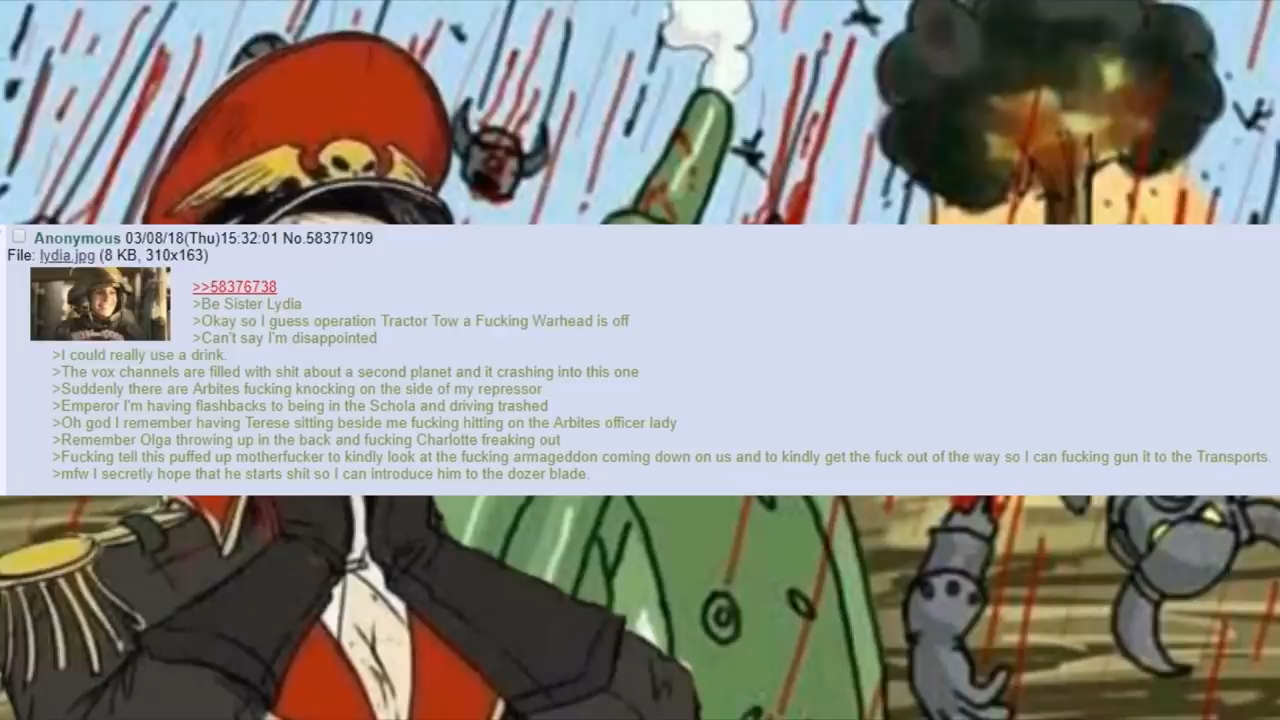 Anonymous 03/08/18(Thu)15:32:01 No.58377109
File: lydia.jpg (8 KB, 310x163)
>>58376738
>Be Sister Lydia
>Okay so I guess operation Tractor Tow a Fucking Warhead is off
>Can't say I'm disappointed
>I could really use a drink.
>The vox channels are filled with shit about a second planet and it crashing into this one
>Suddenly there are Arbites fucking knocking on the side of my repressor
>Emperor I'm having flashbacks to being in the Schola and driving trashed
>Oh god I remember having Terese sitting beside me fucking hitting on the Arbites officer lady
>Remember Olga throwing up in the back and fucking Charlotte freaking out
>Fucking tell this puffed up motherfucker to kindly look at the fucking armageddon coming down on us and to kindly get the fuck out of the way so I can fucking gun it to the Transports.
>mfw I secretly hope that he starts shit so I can introduce him to the dozer blade.